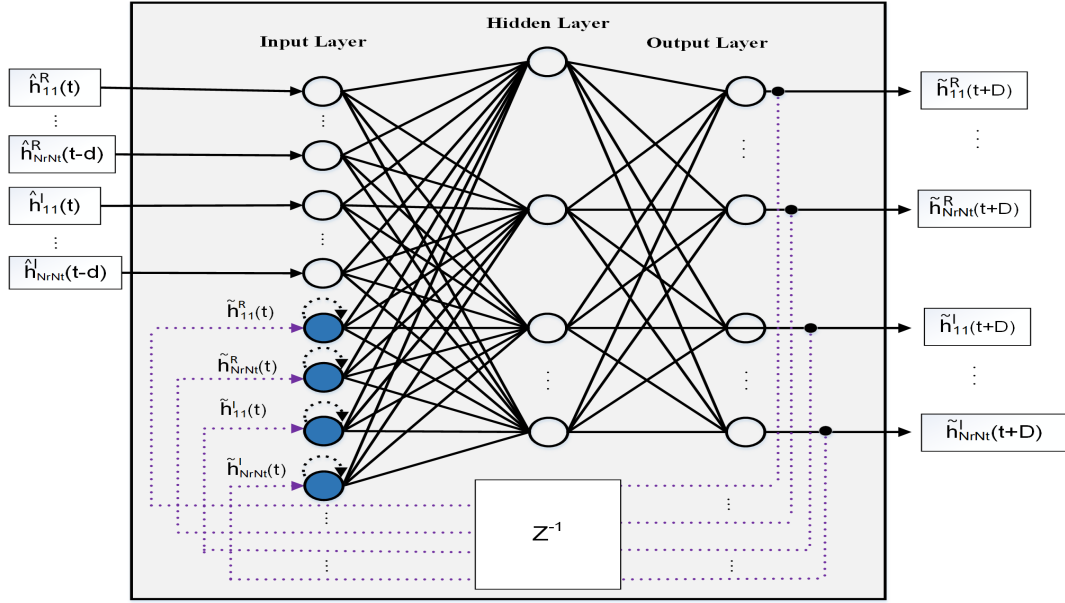 Input Layer
Hidden Layer
Output Layer
ĥ^R_11(t)
⋮
ĥ^R_NrNt(t-d)
ĥ^I_11(t)
⋮
ĥ^I_NrNt(t-d)
h̃^R_11(t)
h̃^R_NrNt(t)
h̃^I_11(t)
h̃^I_NrNt(t)
Z^-1
h̃^R_11(t+D)
⋮
h̃^R_NrNt(t+D)
h̃^I_11(t+D)
⋮
h̃^I_NrNt(t+D)